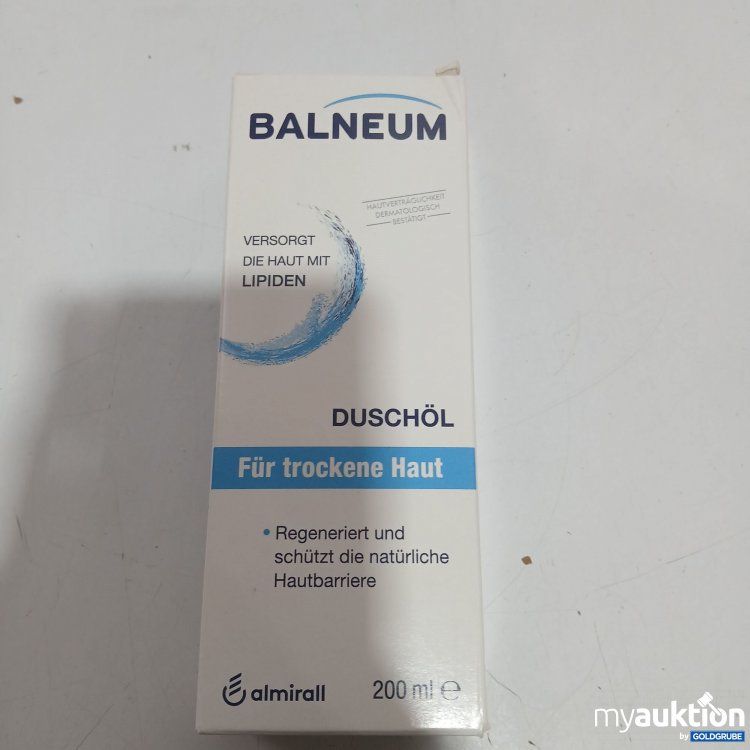 BALNEUM
HAUTVERTRÄGLICHKEIT
DERMATOLOGISCH
BESTÄTIGT
VERSORGT
DIE HAUT MIT
LIPIDEN
DUSCHÖL
Für trockene Haut
• Regeneriert und
schützt die natürliche
Hautbarriere
almirall 200 ml ℮
myauktion
by GOLDGRUBE